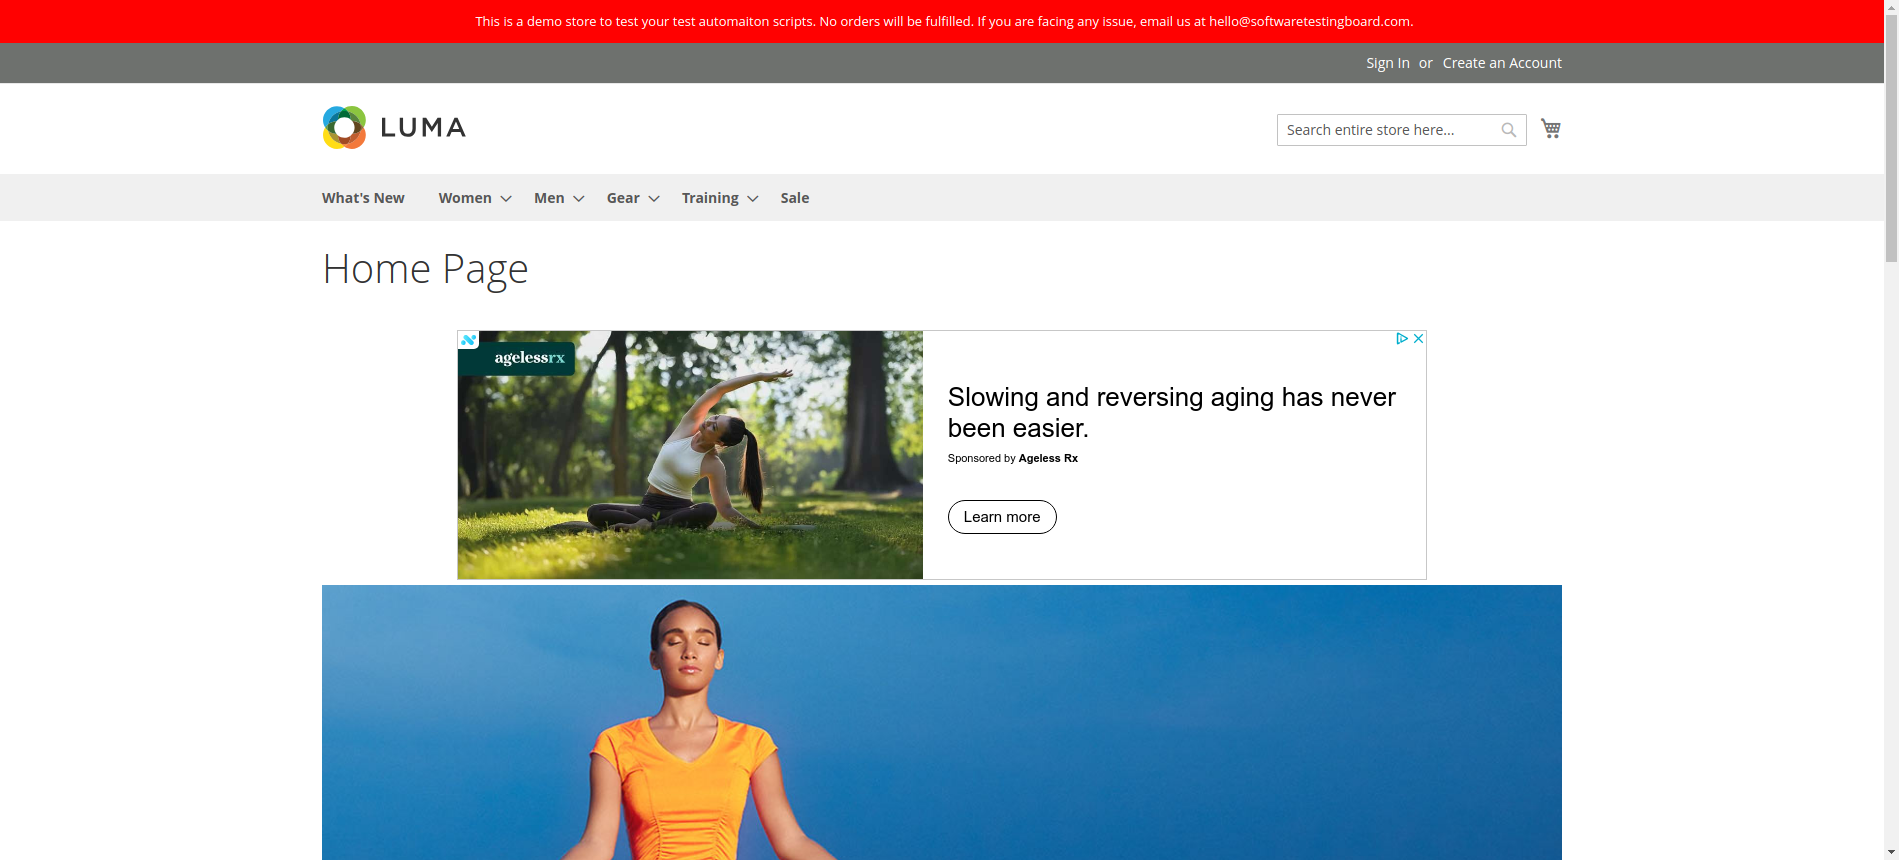 This is a demo store to test your test automaiton scripts. No orders will be fulfilled. If you are facing any issue, email us at hello@softwaretestingboard.com.
Sign In or Create an Account
LUMA
Search entire store here...
What's New Women Men Gear Training Sale
Home Page
agelessrx
Slowing and reversing aging has never
been easier.
Sponsored by Ageless Rx
Learn more